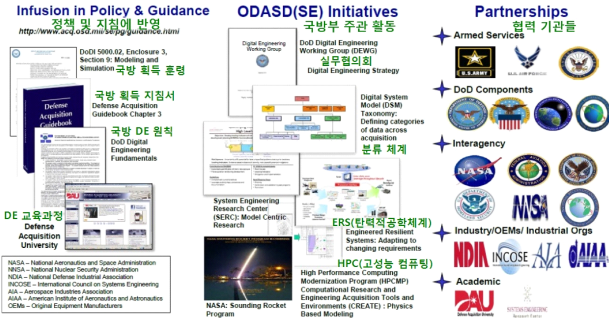 Infusion in Policy & Guidance
정책 및 지침에 반영
http://www.acq.osd.mil/se/pg/guidance.html
DoDI 5000.02, Enclosure 3,
Section 9: Modeling and
Simulation
국방 획득 훈령
Defense
Acquisition
Guidebook
국방 획득 지침서
Defense Acquisition
Guidebook Chapter 3
국방 DE 원칙
DoD Digital
Engineering
Fundamentals
DE 교육과정
Defense
Acquisition
University
NASA – National Aeronautics and Space Administration
NNSA – National Nuclear Security Administration
NDIA – National Defense Industrial Association
INCOSE – International Council on Systems Engineering
AIA – Aerospace Industries Association
AIAA – American Institute of Aeronautics and Astronautics
OEMs – Original Equipment Manufacturers
ODASD(SE) Initiatives
국방부 주관 활동
Digital Engineering
Working Group
DoD Digital Engineering
Working Group (DEWG)
실무협의회
Digital Engineering Strategy
Digital System
Model (DSM)
Taxonomy:
Defining categories
of data across
acquisition
분류 체계
System Engineering
Research Center
(SERC): Model Centric
Research
ERS(탄력적공학체계)
Engineered Resilient
Systems: Adapting to
changing requirements
HPC(고성능 컴퓨팅)
High Performance Computing
Modernization Program (HPCMP)
Computational Research and
Engineering Acquisition Tools and
Environments (CREATE) : Physics
Based Modeling
NASA: Sounding Rocket
Program
Partnerships
협력 기관들
Armed Services
U.S.ARMY
U.S. AIR FORCE
DoD Components
Interagency
NASA
NNSA
Industry/OEMs/ Industrial Orgs
NDIA
INCOSE
AIA
AIAA
Academic
DAU